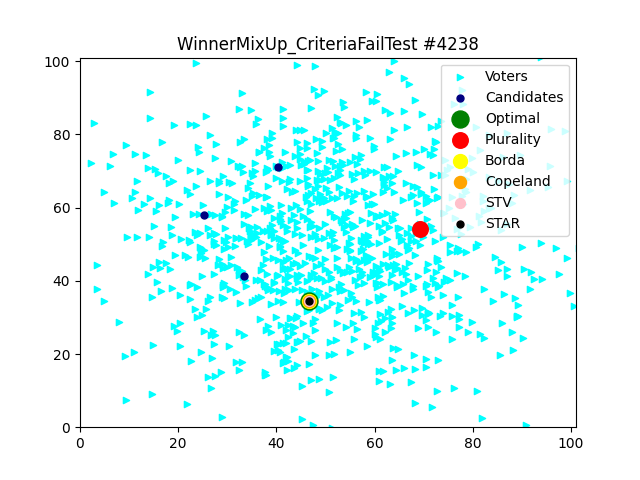 WinnerMixUp_CriteriaFailTest #4238
100
80
60
40
20
0
0 20 40 60 80 100
Voters
Candidates
Optimal
Plurality
Borda
Copeland
STV
STAR